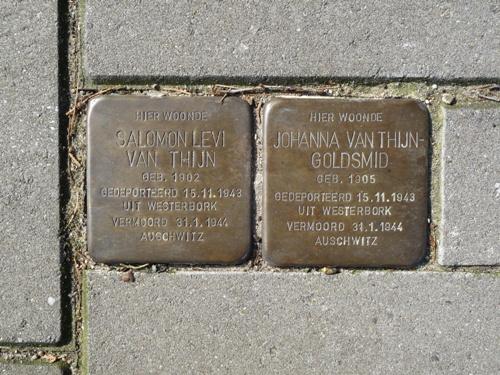 HIER WOONDE
SALOMON LEVI
VAN THIJN
GEB. 1902
GEDEPORTEERD 15.11.1943
UIT WESTERBORK
VERMOORD 31.1.1944
AUSCHWITZ
HIER WOONDE
JOHANNA VAN THIJN-
GOLDSMID
GEB. 1905
GEDEPORTEERD 15.11.1943
UIT WESTERBORK
VERMOORD 31.1.1944
AUSCHWITZ